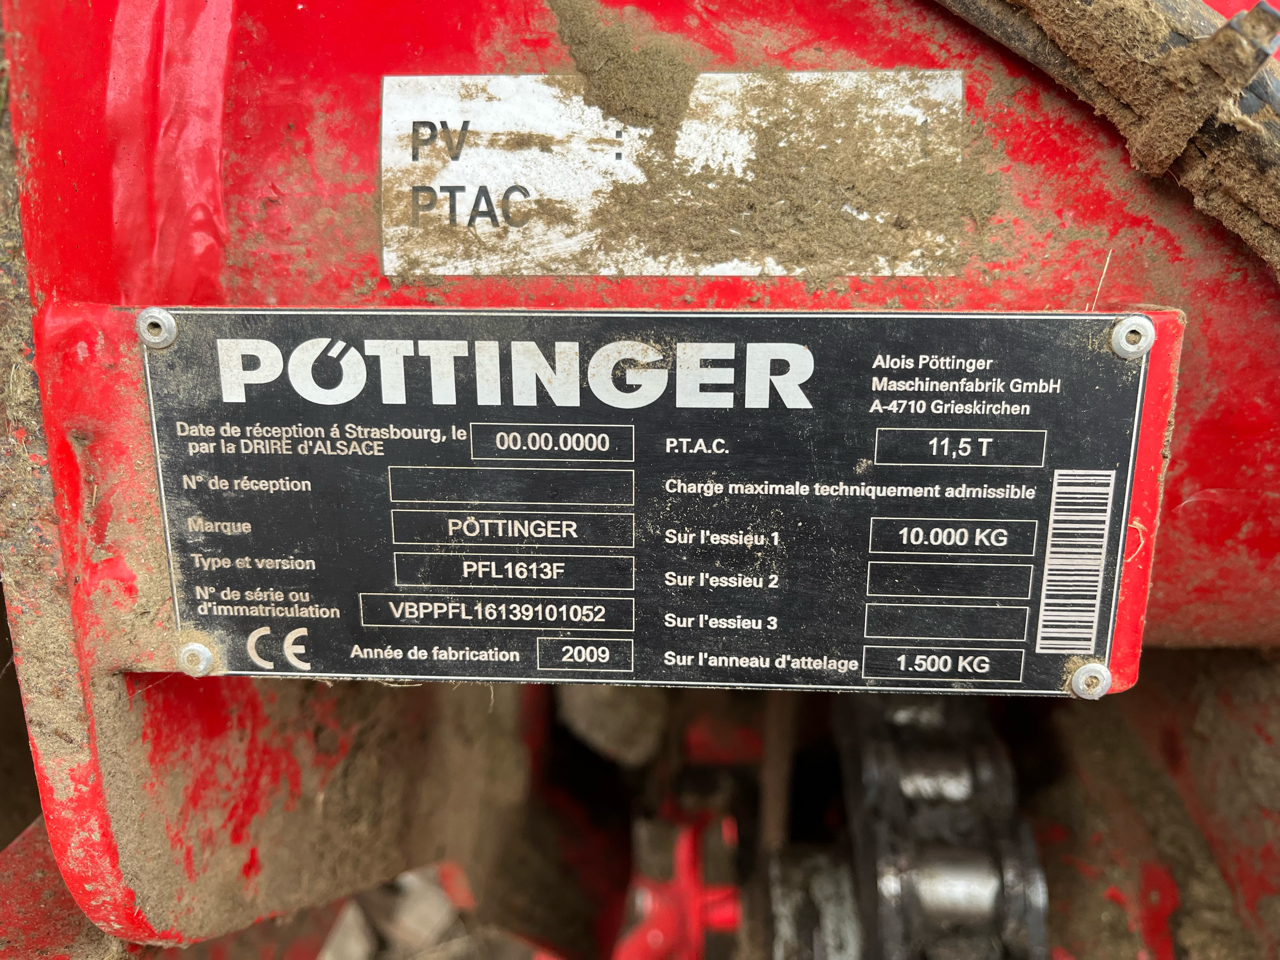 PV :
PTAC
PÖTTINGER
Alois Pöttinger
Maschinenfabrik GmbH
A-4710 Grieskirchen
Date de réception á Strasbourg, le 00.00.0000
par la DRIRE d'ALSACE
N° de réception
Marque PÖTTINGER
Type et version PFL1613F
N° de série ou
d'immatriculation VBPPFL16139101052
CE Année de fabrication 2009
P.T.A.C. 11,5 T
Charge maximale techniquement admissible
Sur l'essieu 1 10.000 KG
Sur l'essieu 2
Sur l'essieu 3
Sur l'anneau d'attelage 1.500 KG